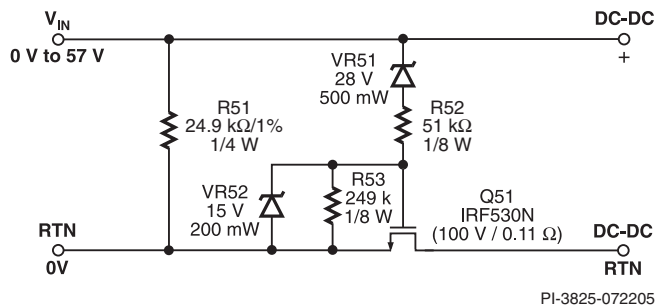 VIN
DC-DC
0 V to 57 V
+
VR51
28 V
500 mW
R51
24.9 kΩ/1%
1/4 W
R52
51 kΩ
1/8 W
VR52
15 V
200 mW
R53
249 k
1/8 W
Q51
IRF530N
(100 V / 0.11 Ω)
RTN
0V
DC-DC
RTN
PI-3825-072205